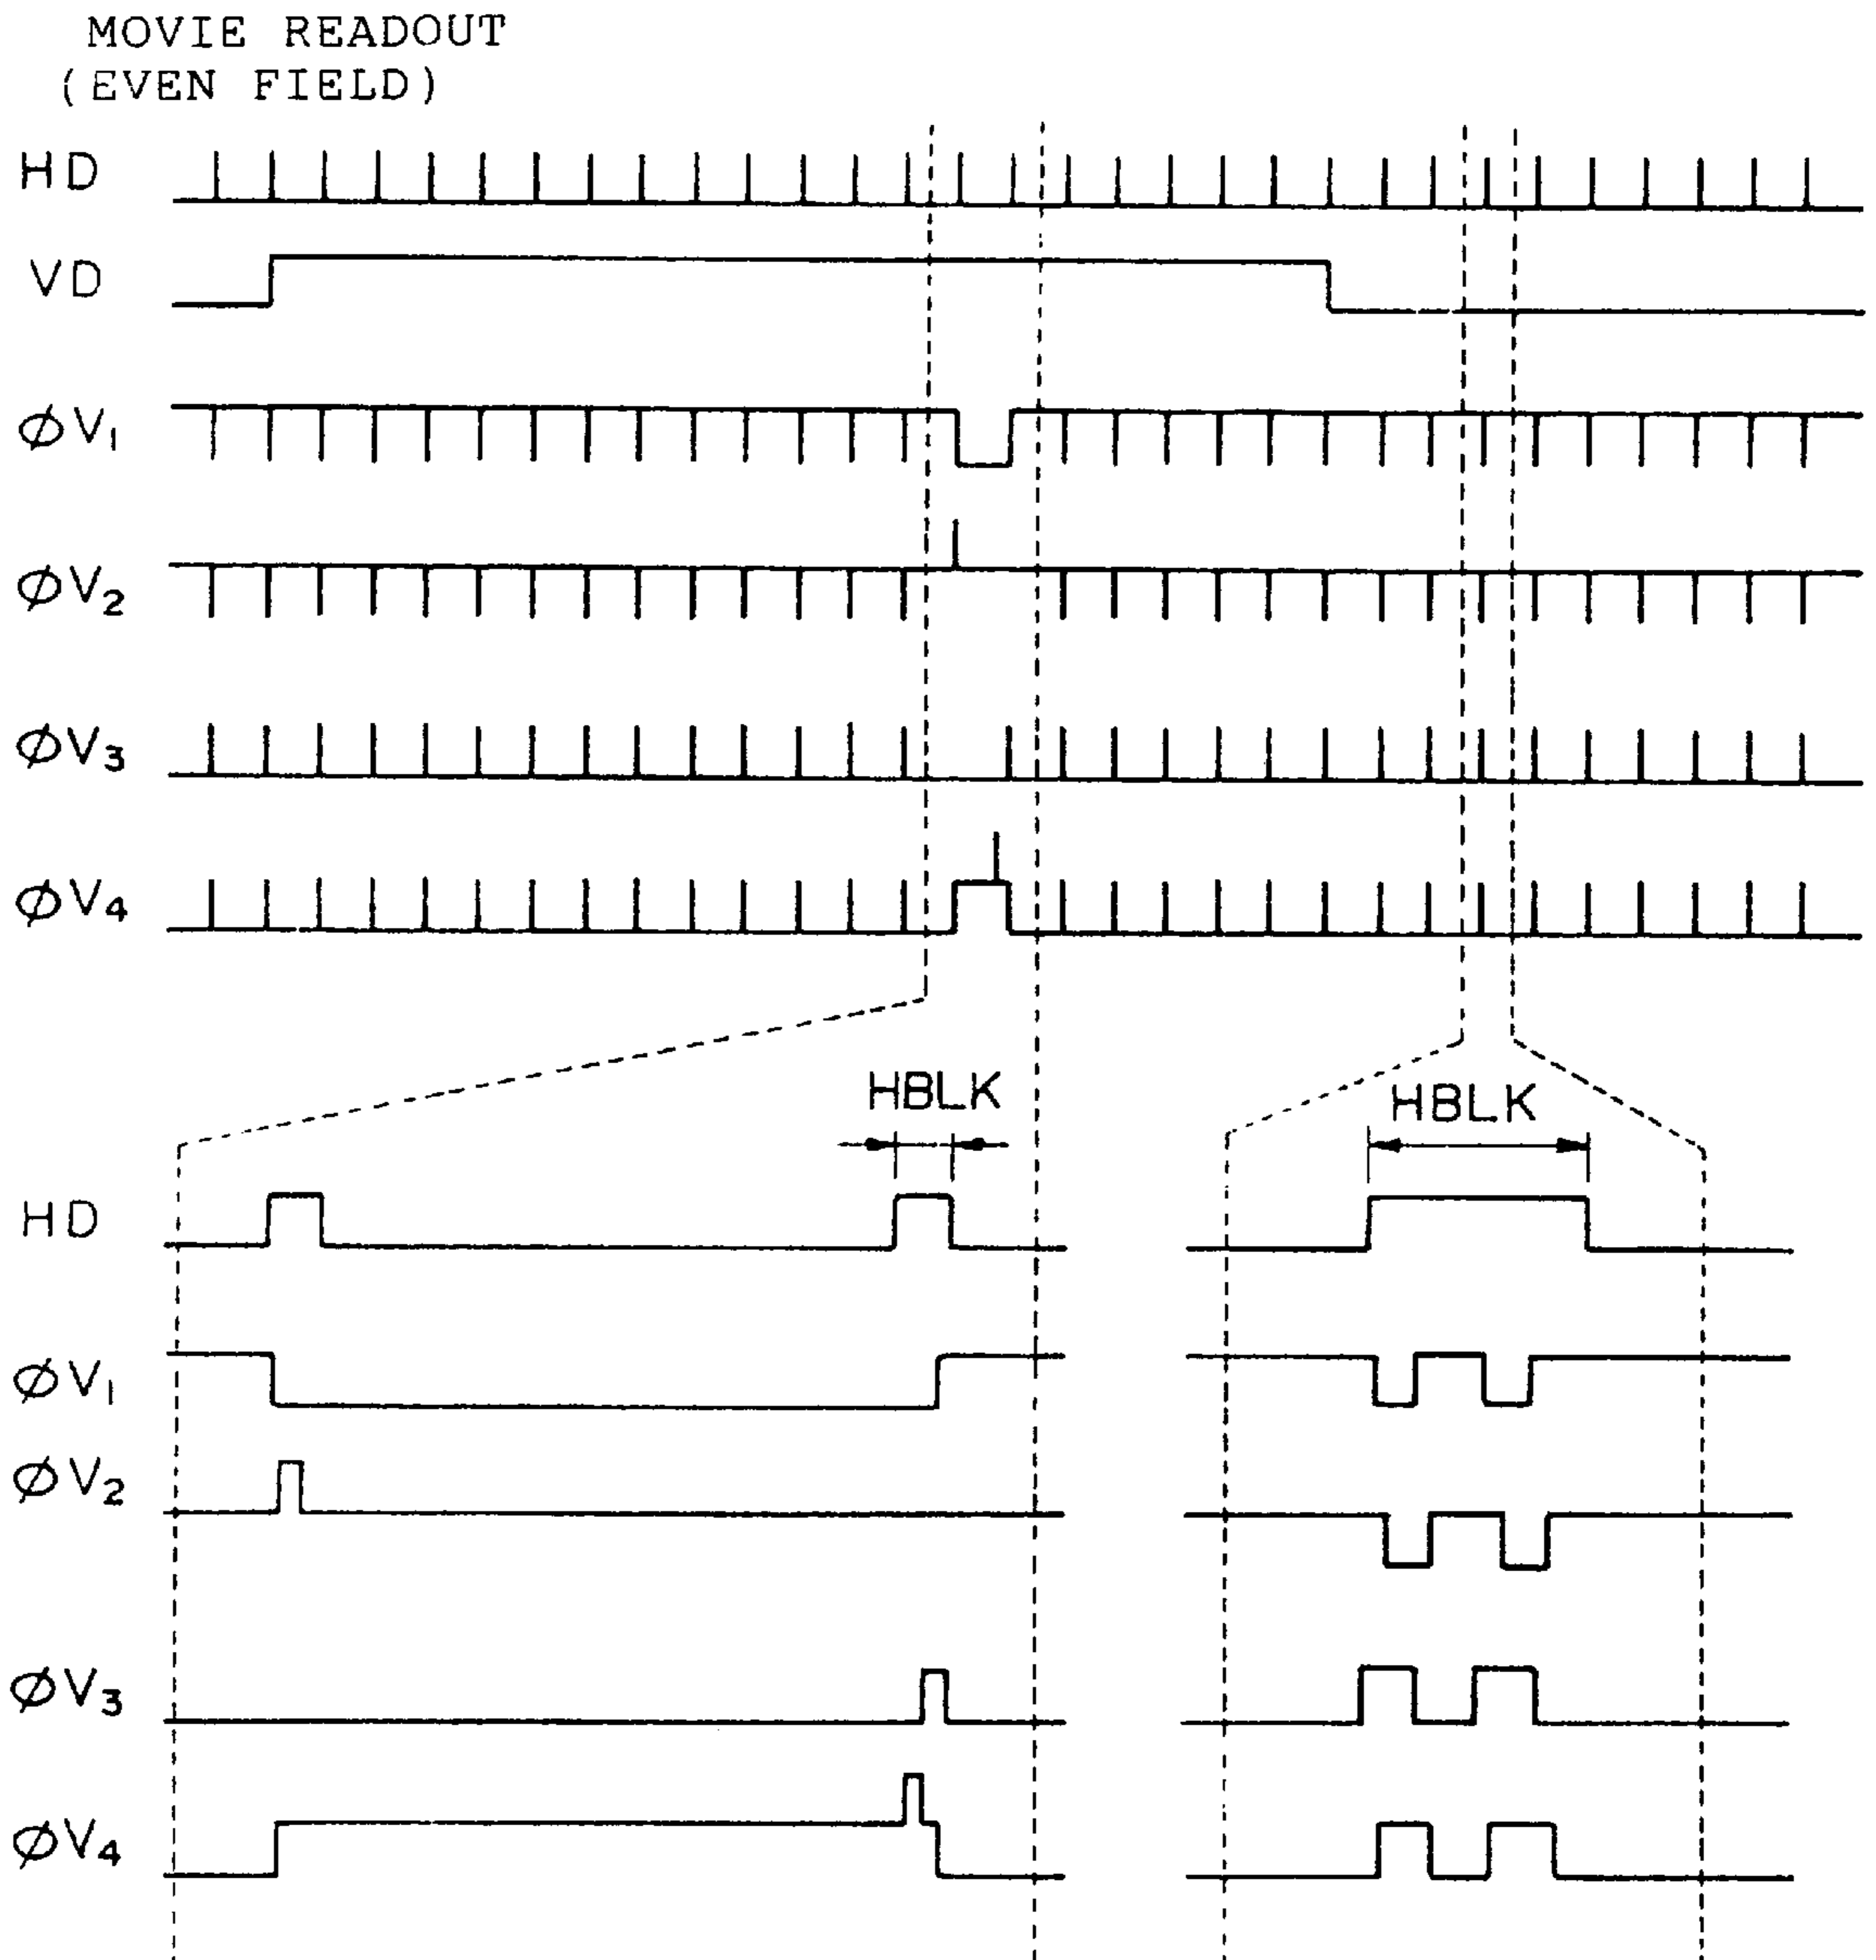 MOVIE READOUT
(EVEN FIELD)
HD
VD
ϕV₁
ϕV₂
ϕV₃
ϕV₄
HBLK
HBLK
HD
ϕV₁
ϕV₂
ϕV₃
ϕV₄